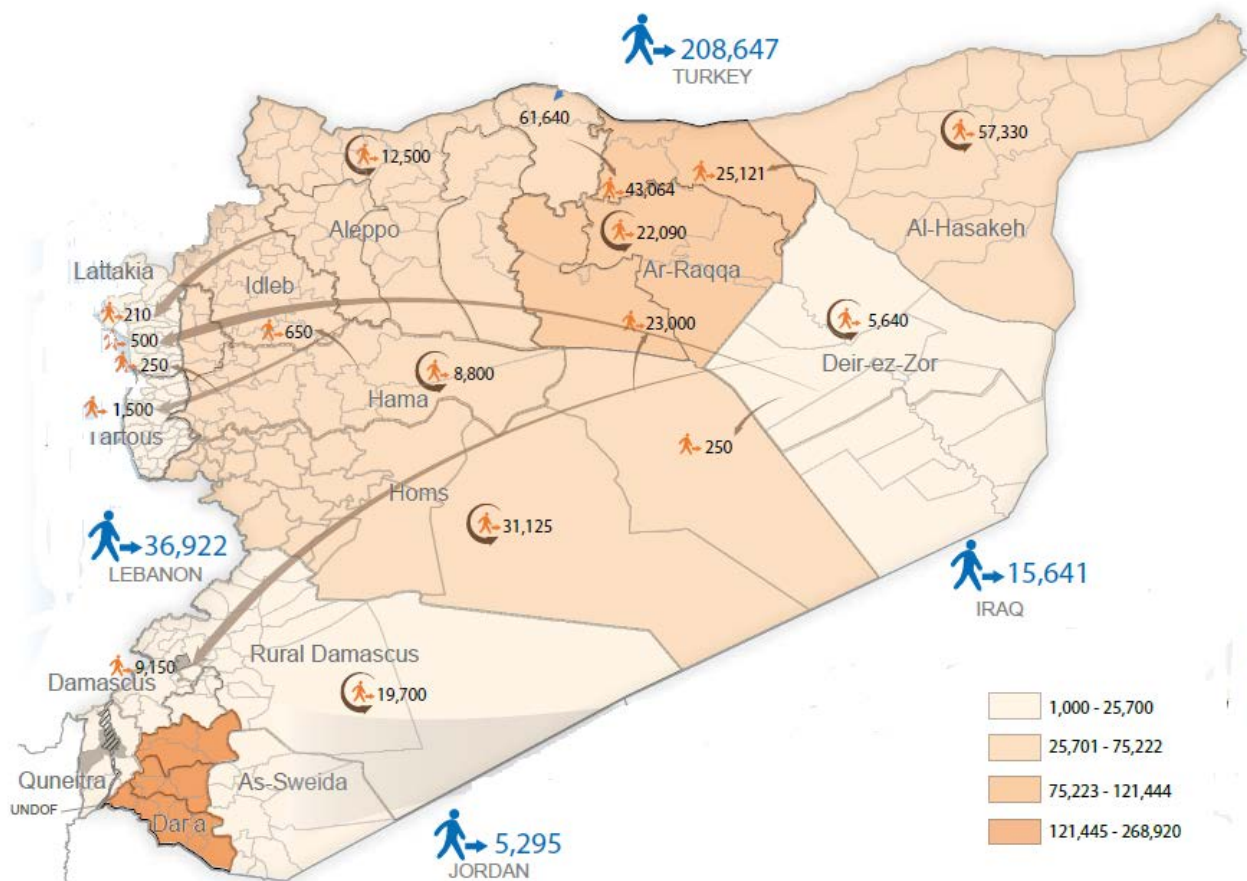 208,647
TURKEY
61,640
57,330
12,500
25,121
43,064
22,090
Aleppo
Al-Hasakeh
Ar-Raqqa
Lattakia
Idleb
210
650
23,000
5,640
500
250
Deir-ez-Zor
8,800
Hama
1,500
Tartous
250
Homs
31,125
36,922
LEBANON
15,641
IRAQ
Rural Damascus
9,150
Damascus
19,700
1,000 - 25,700
25,701 - 75,222
75,223 - 121,444
121,445 - 268,920
Quneitra
As-Sweida
UNDOF
Dar'a
5,295
JORDAN